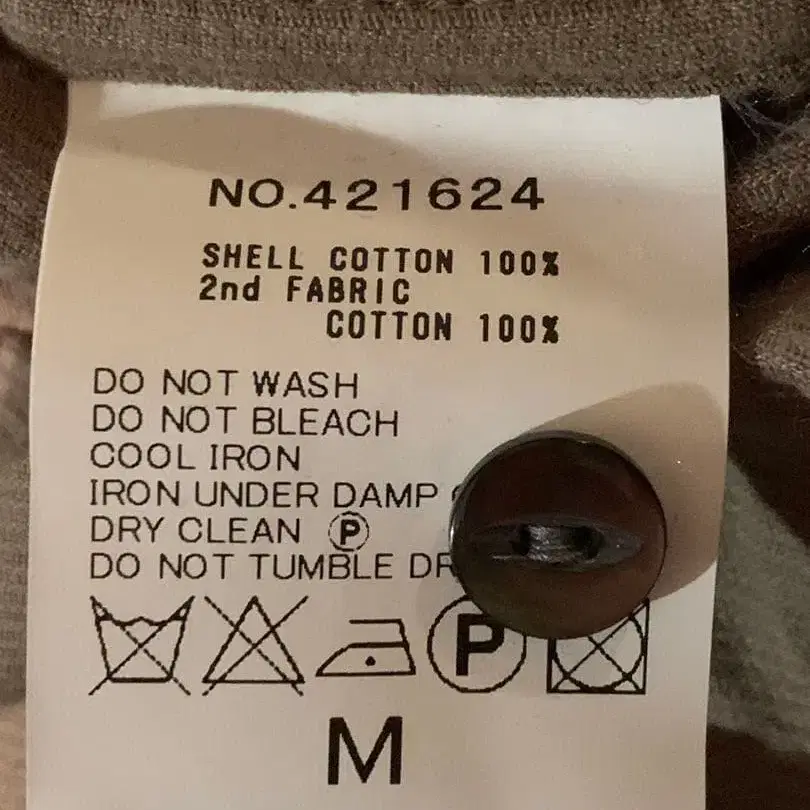 NO.421624
SHELL COTTON 100%
2nd FABRIC
COTTON 100%
DO NOT WASH
DO NOT BLEACH
COOL IRON
IRON UNDER DAMP
DRY CLEAN Ⓟ
DO NOT TUMBLE
P
M